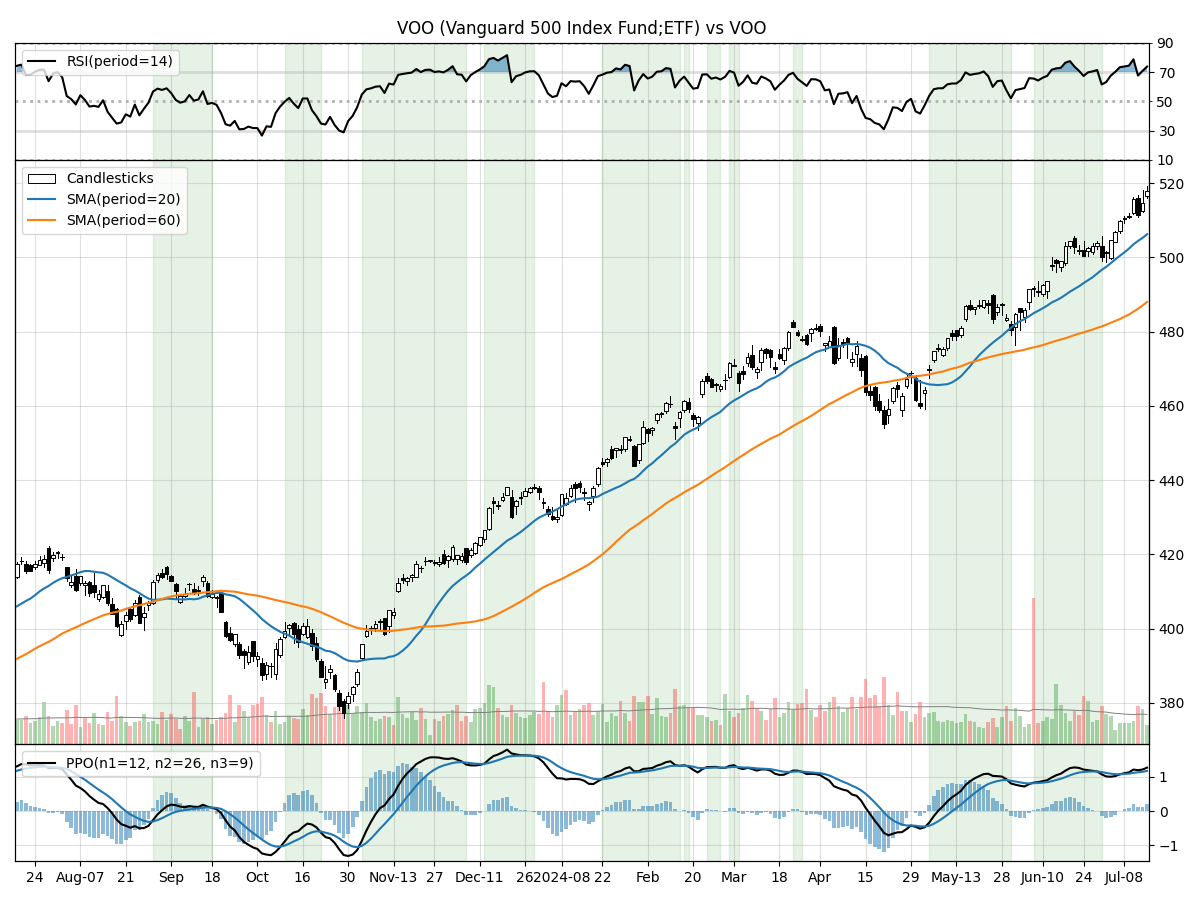 VOO (Vanguard 500 Index Fund;ETF) vs VOO
RSI(period=14)
90
70
50
30
10
Candlesticks
SMA(period=20)
SMA(period=60)
520
500
480
460
440
420
400
380
PPO(n1=12, n2=26, n3=9)
1
0
−1
24 Aug-07 21 Sep 18 Oct 16 30 Nov-13 27 Dec-11 26 2024-08 22 Feb 20 Mar 18 Apr 15 29 May-13 28 Jun-10 24 Jul-08